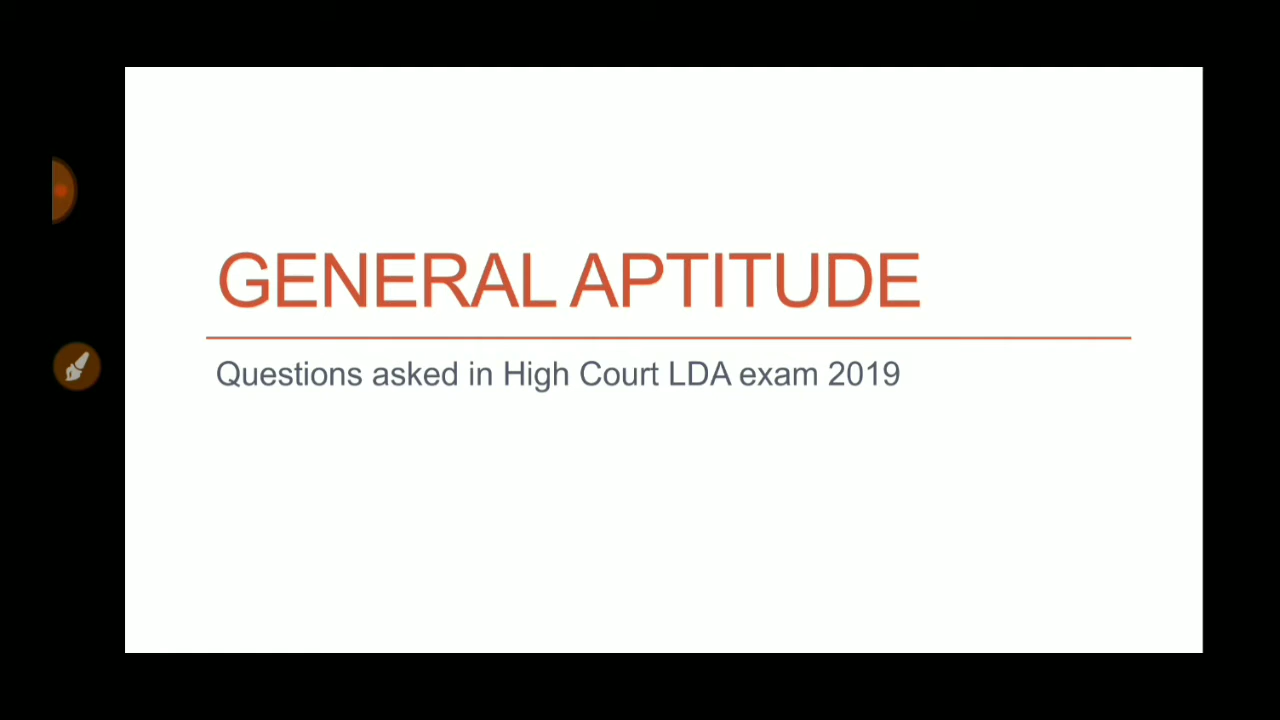 GENERAL APTITUDE
Questions asked in High Court LDA exam 2019